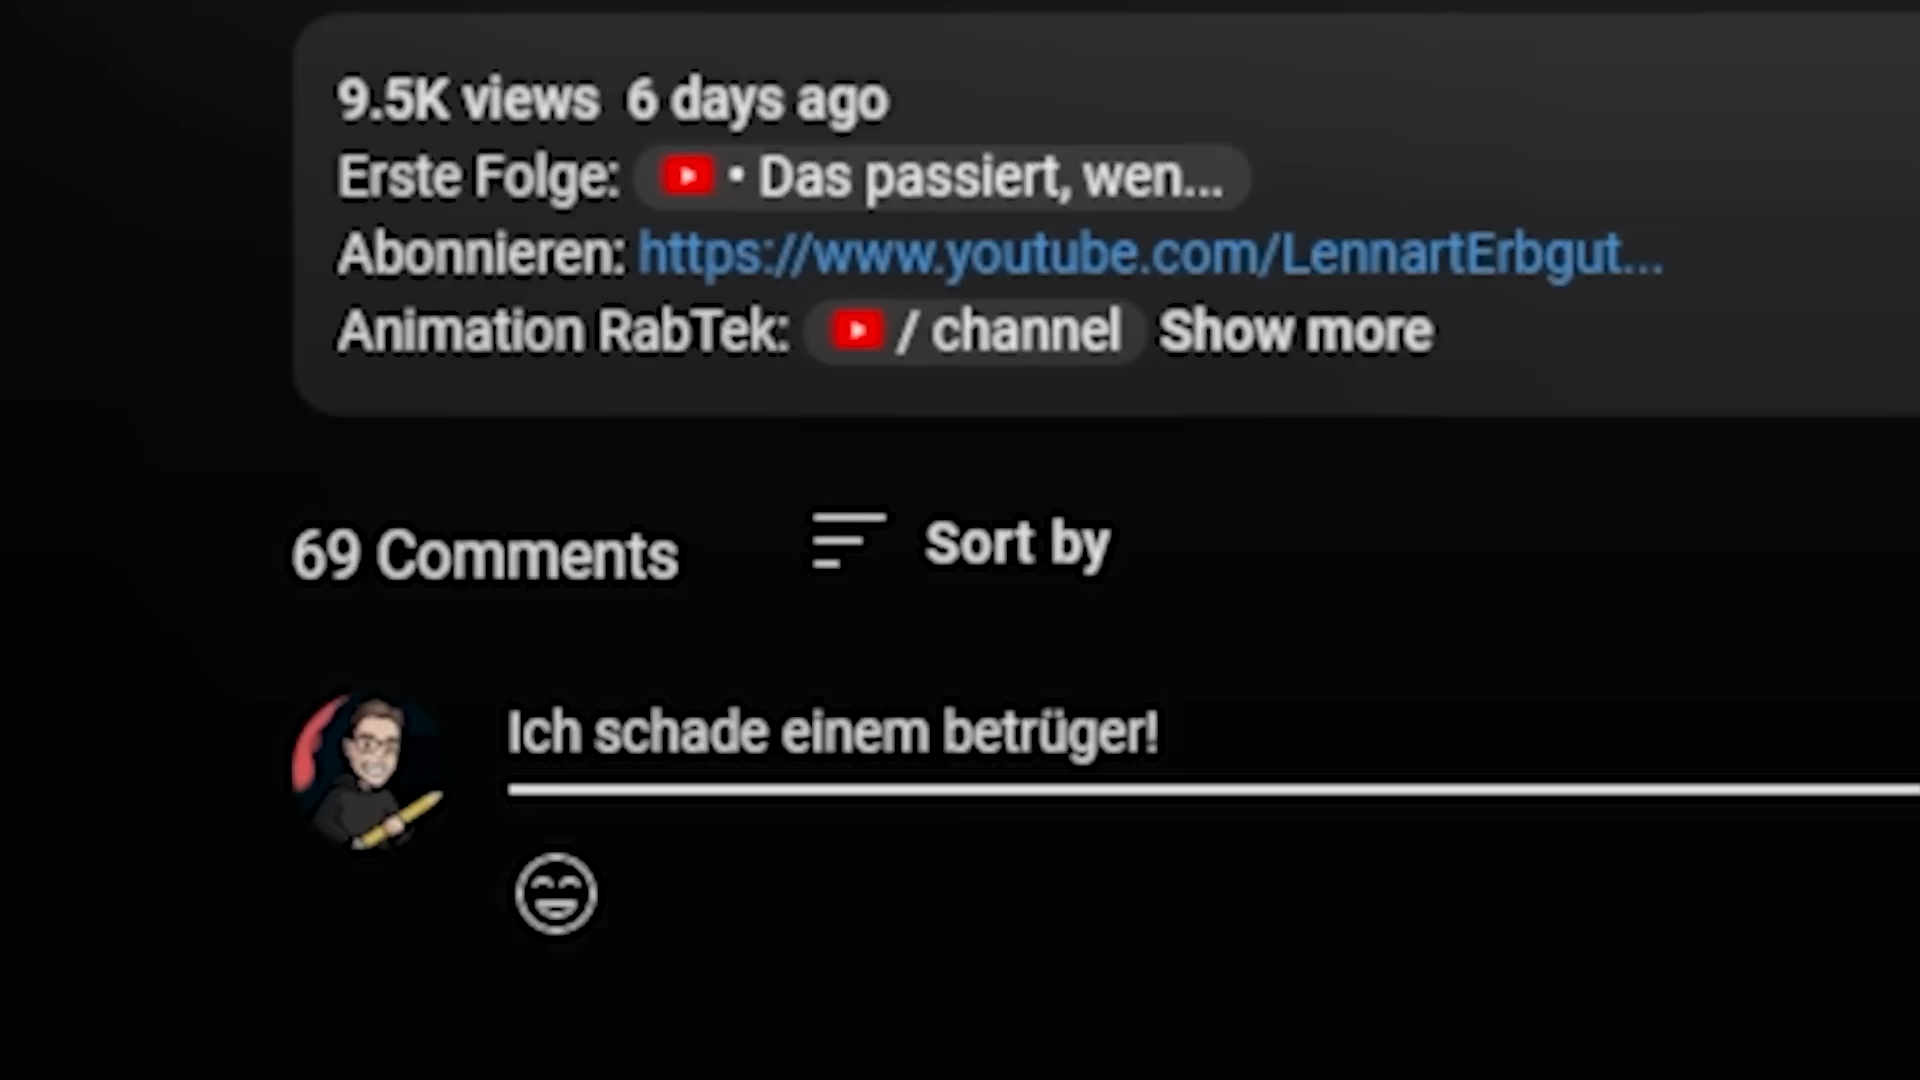 9.5K views 6 days ago
Erste Folge: • Das passiert, wen...
Abonnieren: https://www.youtube.com/LennartErbgut...
Animation RabTek: / channel Show more
69 Comments Sort by
Ich schade einem betrüger!